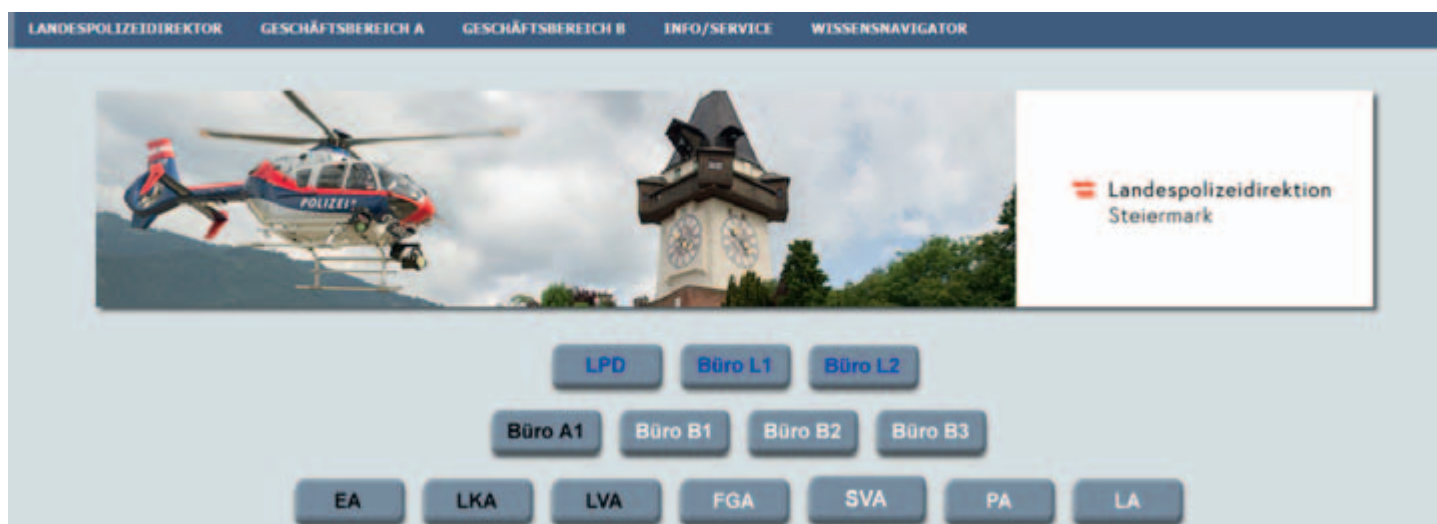 LANDESPOLIZEIDIREKTOR GESCHÄFTSBEREICH A GESCHÄFTSBEREICH B INFO/SERVICE WISSENSNAVIGATOR
POLIZEI
Landespolizeidirektion
Steiermark
LPD Büro L1 Büro L2
Büro A1 Büro B1 Büro B2 Büro B3
EA LKA LVA FGA SVA PA LA